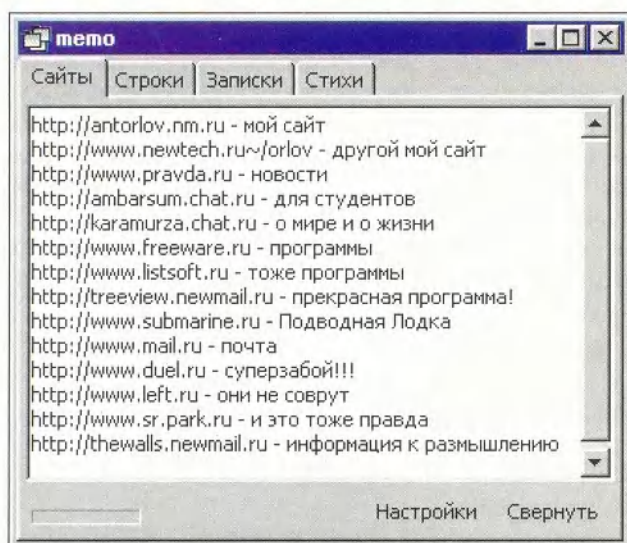 memo
Сайты Строки Записки Стихи
http://antorlov.nm.ru - мой сайт
http://www.newtech.ru~/orlov - другой мой сайт
http://www.pravda.ru - новости
http://ambarsum.chat.ru - для студентов
http://karamurza.chat.ru - о мире и о жизни
http://www.freeware.ru - программы
http://www.listsoft.ru - тоже программы
http://treeview.newmail.ru - прекрасная программа!
http://www.submarine.ru - Подводная Лодка
http://www.mail.ru - почта
http://www.duel.ru - суперзабой!!!
http://www.left.ru - они не соврут
http://www.sr.park.ru - и это тоже правда
http://thewalls.newmail.ru - информация к размышлению
Настройки Свернуть